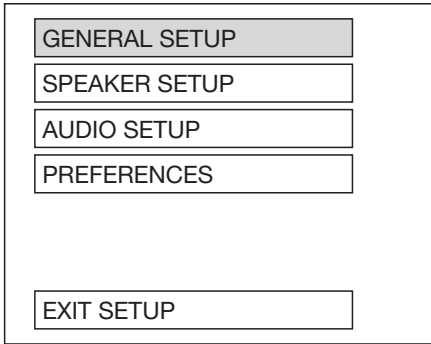 GENERAL SETUP
SPEAKER SETUP
AUDIO SETUP
PREFERENCES
EXIT SETUP